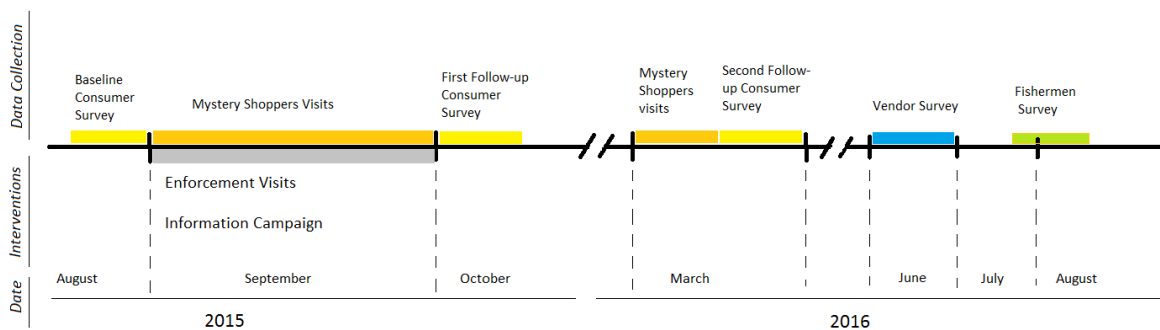 Data Collection
Baseline
Consumer
Survey
Mystery Shoppers Visits
First Follow-up
Consumer
Survey
Mystery
Shoppers
visits
Second Follow-
up Consumer
Survey
Vendor Survey
Fishermen
Survey
Interventions
Enforcement Visits
Information Campaign
Date
August
September
October
March
June
July
August
2015
2016